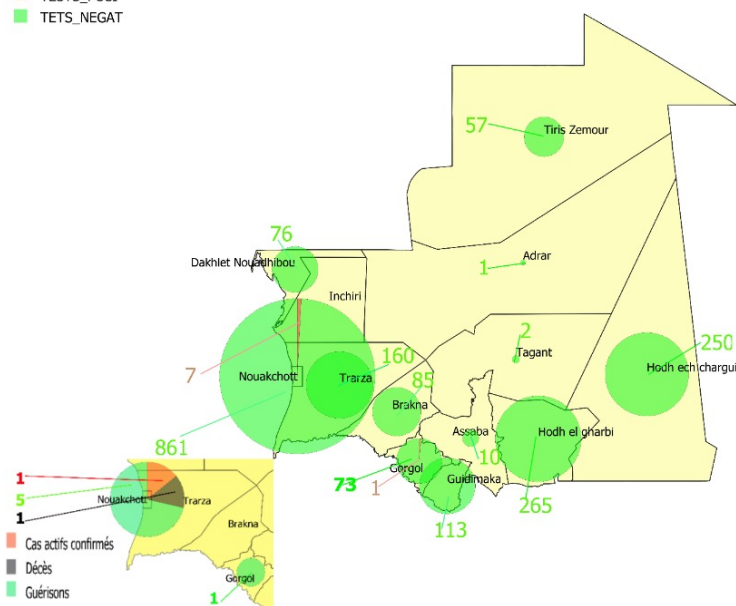 TETS_NEGAT
57
Tiris Zemour
76
Dakhlet Nouadhibou
Adrar
1
Inchiri
2
Tagant
250
Hodh ech chargui
160
7
Nouakchott
Trarza
85
Brakna
861
Assaba
10
Hodh el gharbi
265
73
Gorgol
1
Guidimaka
113
1
5
1
Nouakchott
Trarza
Brakna
Gorgol
1
Cas actifs confirmés
Décès
Guérisons